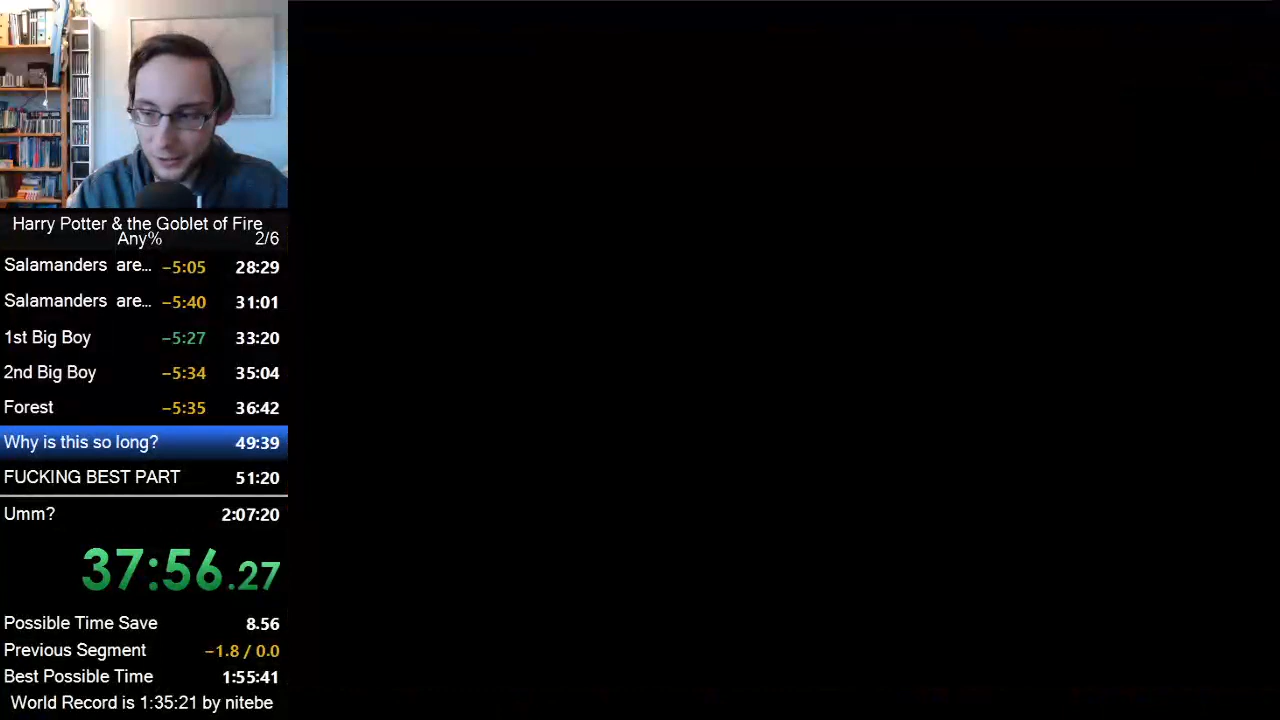 Harry Potter & the Goblet of Fire
Any% 2/6
Salamanders are... −5:05 28:29
Salamanders are... −5:40 31:01
1st Big Boy −5:27 33:20
2nd Big Boy −5:34 35:04
Forest −5:35 36:42
Why is this so long? 49:39
FUCKING BEST PART 51:20
Umm? 2:07:20
37:56.27
Possible Time Save 8.56
Previous Segment −1.8 / 0.0
Best Possible Time 1:55:41
World Record is 1:35:21 by nitebe